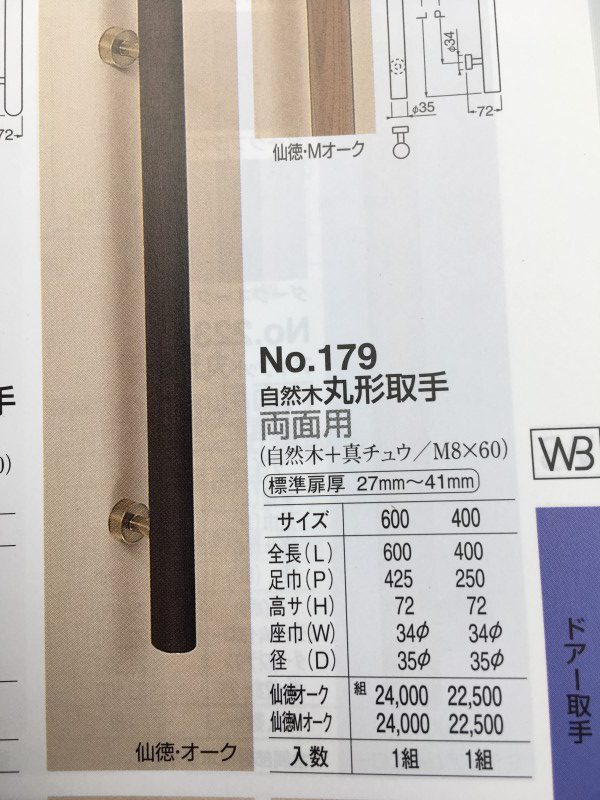 L
P
φ34
φ35
72
72
仙徳・Mオーク
手
0)
No.179
自然木丸形取手
両面用
(自然木+真チュウ/M8×60)
標準扉厚 27mm〜41mm
WB
サイズ 600 400
全長(L) 600 400
足巾(P) 425 250
高サ(H) 72 72
座巾(W) 34φ 34φ
径(D) 35φ 35φ
仙徳オーク 組 24,000 22,500
仙徳Mオーク 24,000 22,500
入数 1組 1組
仙徳・オーク
ドアー取手